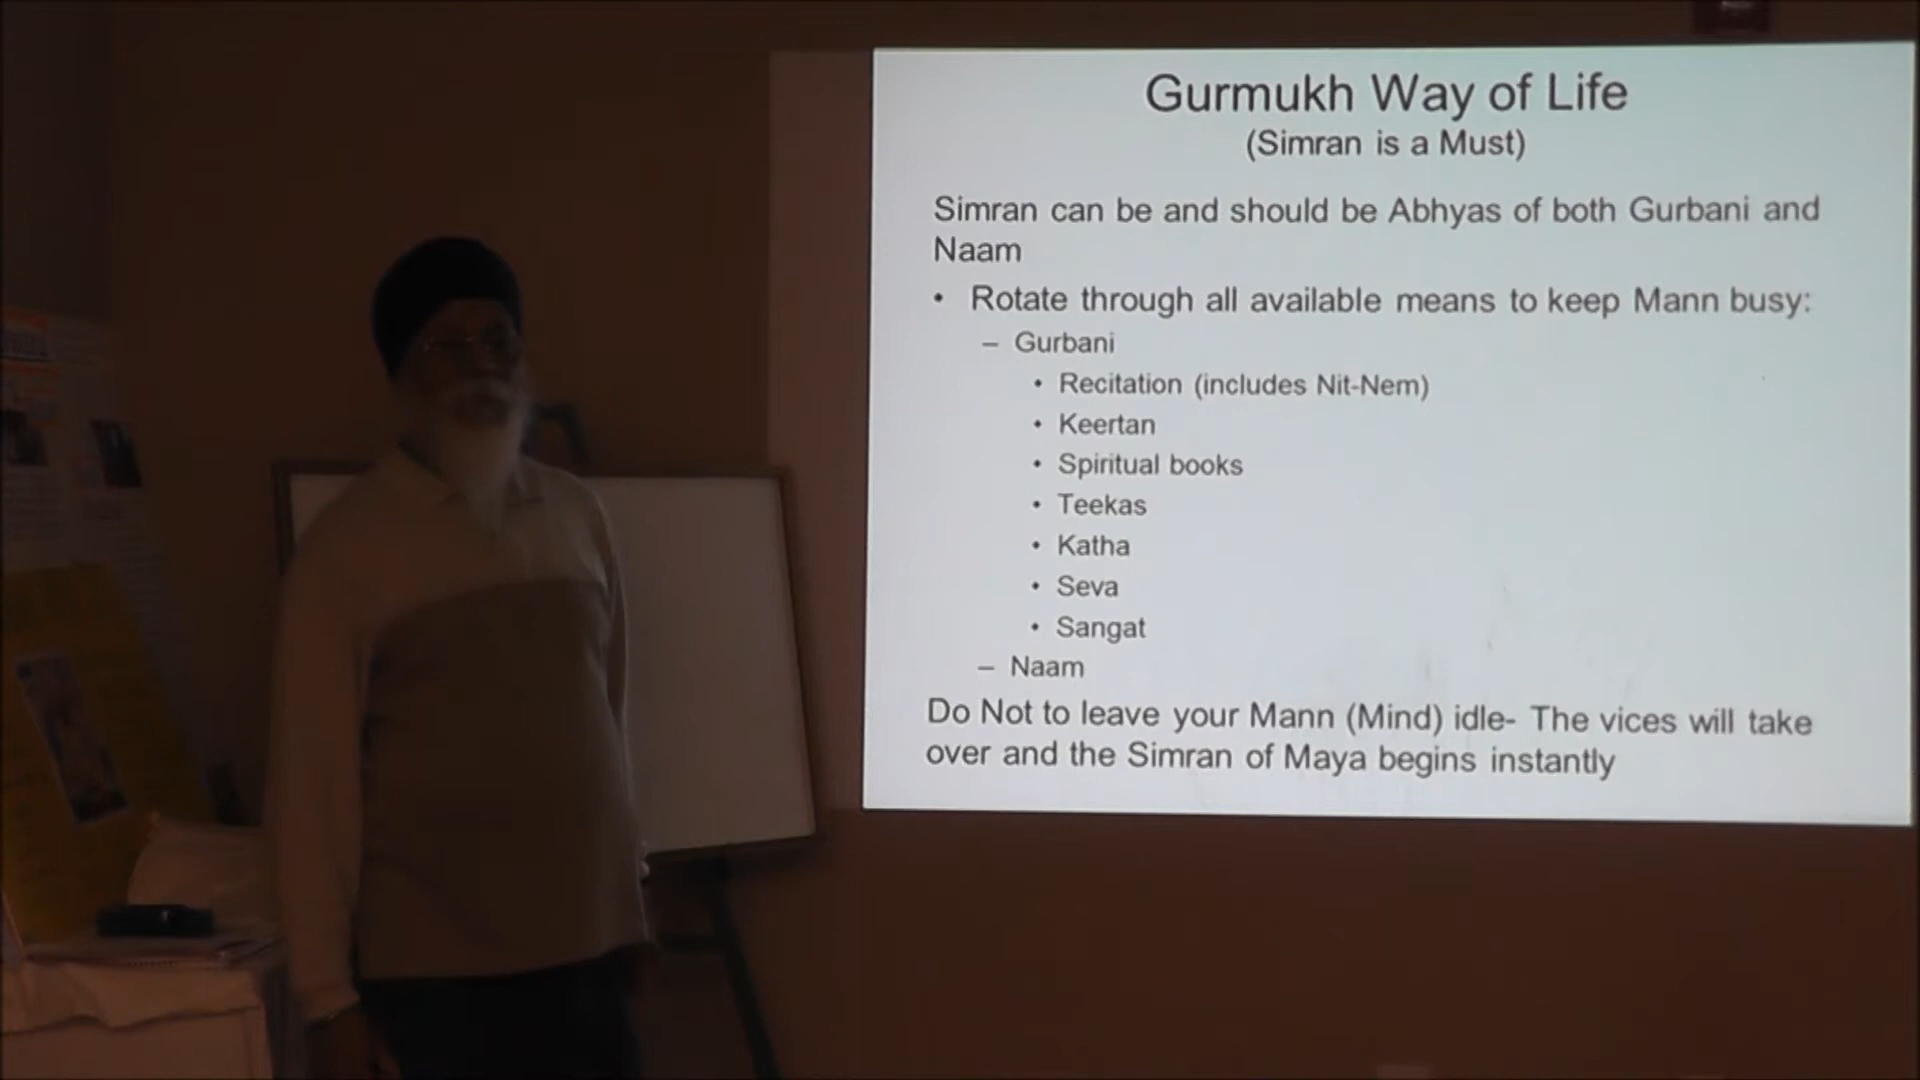 Gurmukh Way of Life
(Simran is a Must)
Simran can be and should be Abhyas of both Gurbani and
Naam
• Rotate through all available means to keep Mann busy:
– Gurbani
• Recitation (includes Nit-Nem)
• Keertan
• Spiritual books
• Teekas
• Katha
• Seva
• Sangat
– Naam
Do Not to leave your Mann (Mind) idle- The vices will take
over and the Simran of Maya begins instantly